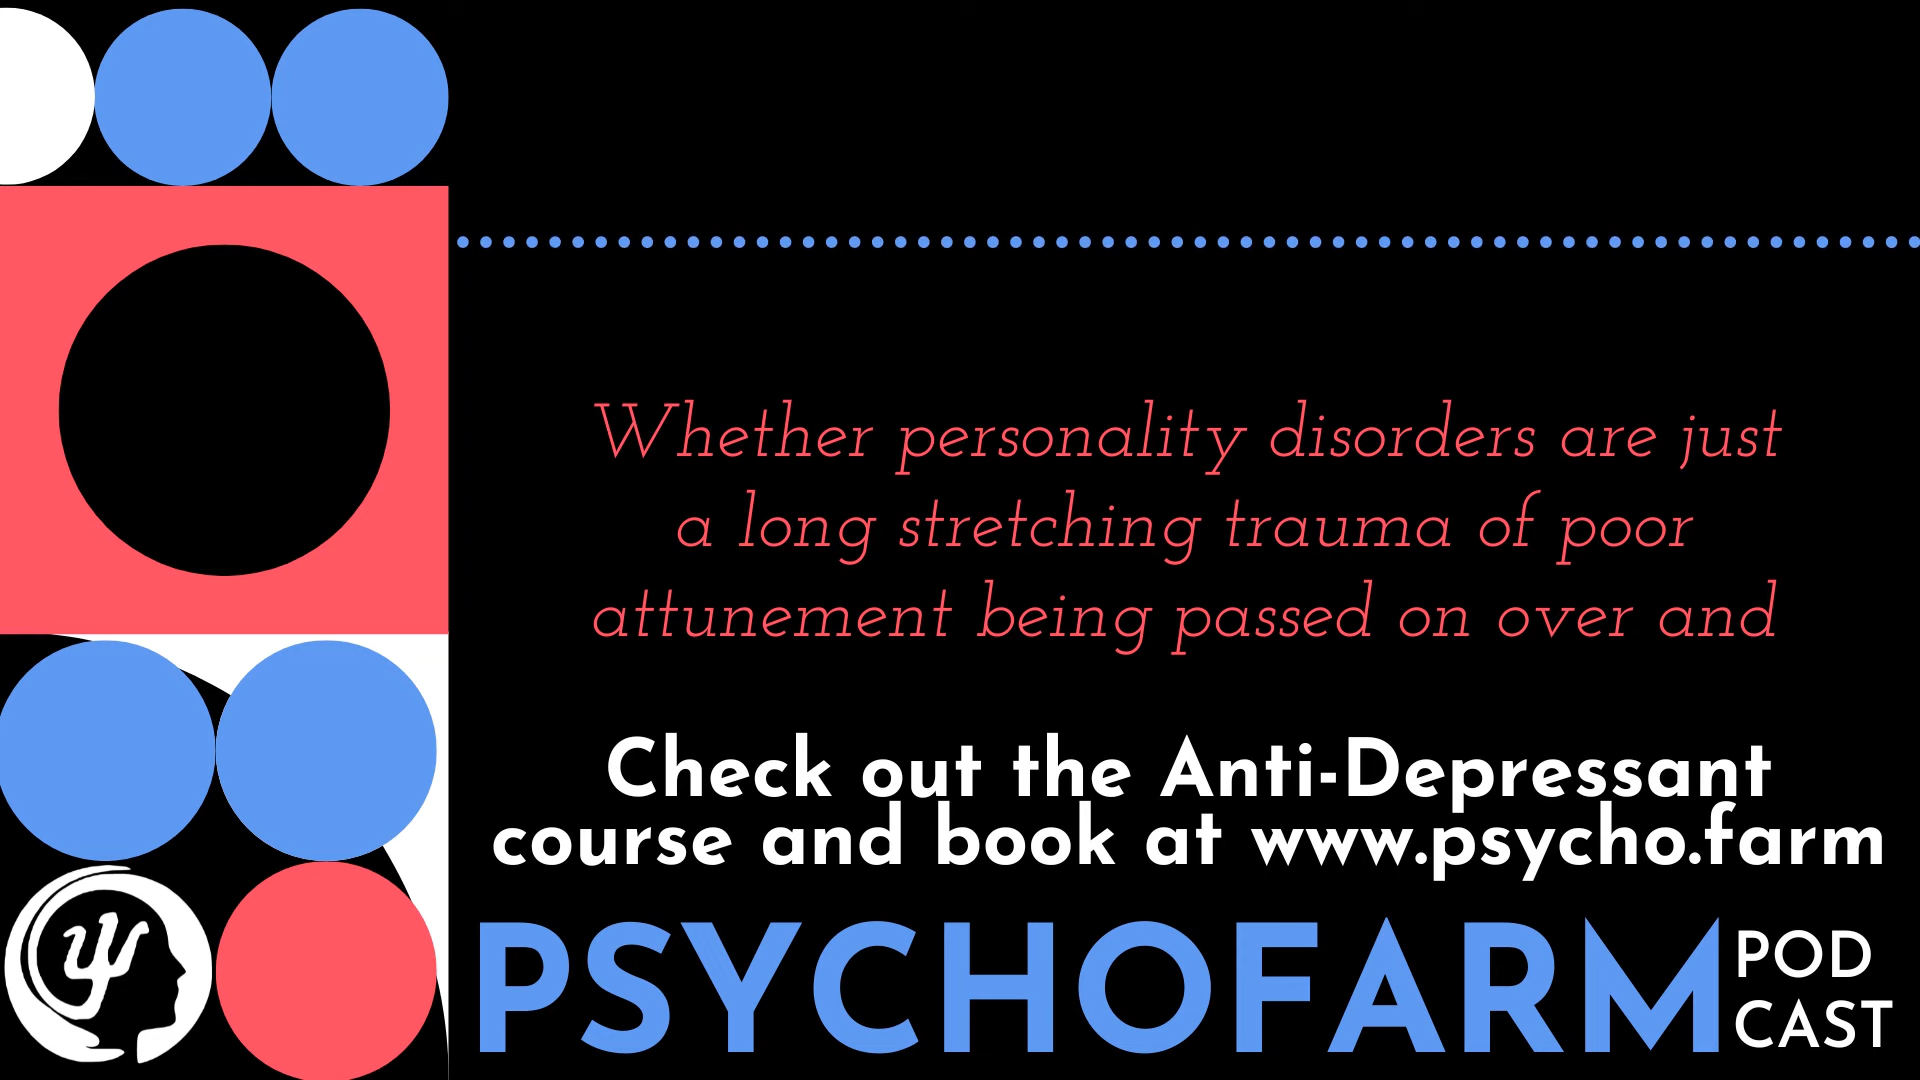 Whether personality disorders are just
a long stretching trauma of poor
attunement being passed on over and
Check out the Anti-Depressant
course and book at www.psycho.farm
PSYCHOFARM
POD
CAST
ψ